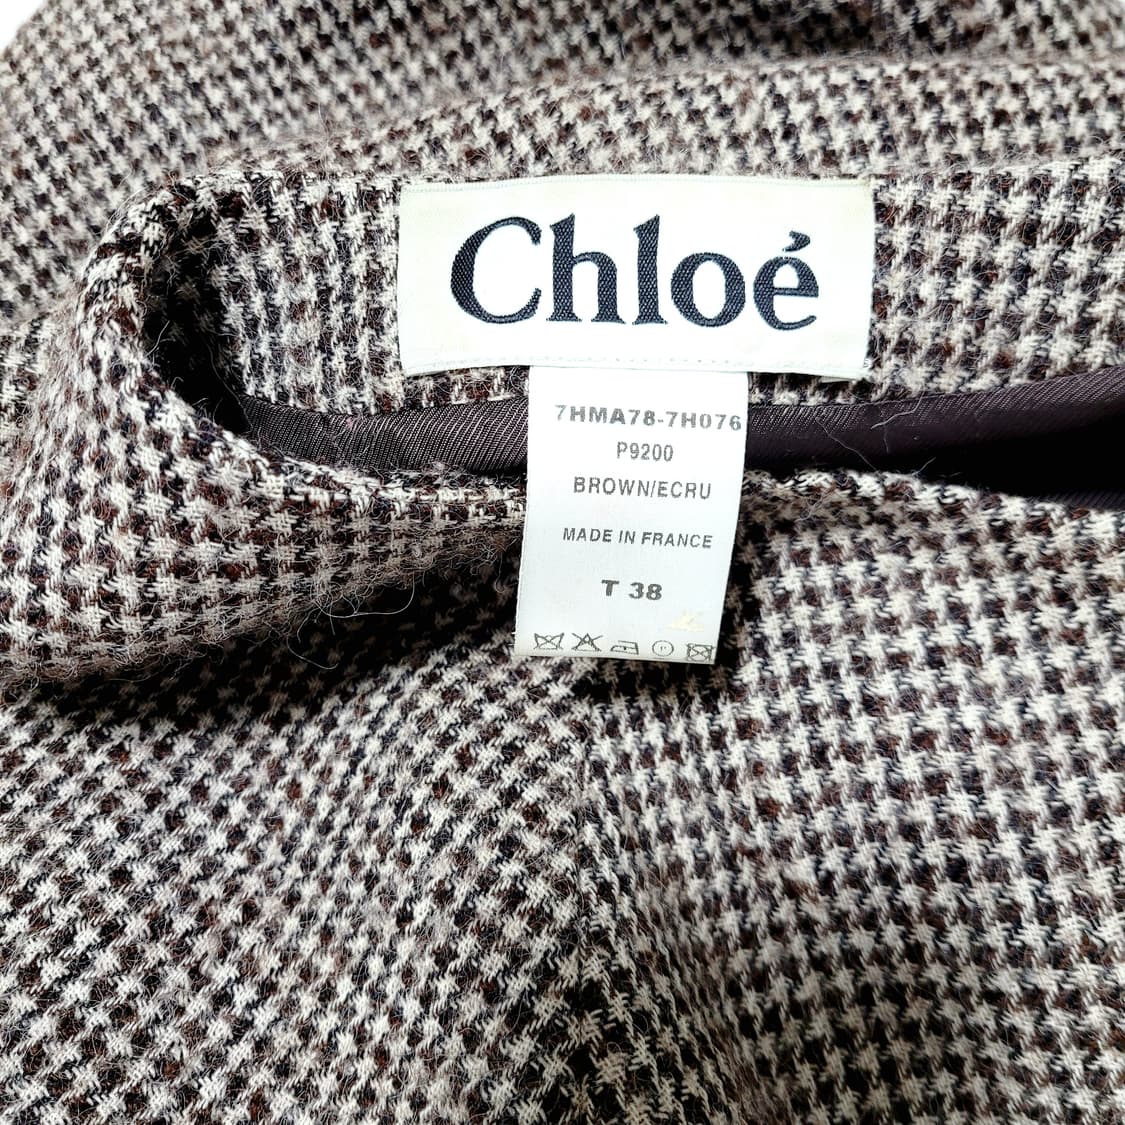 Chloé
7HMA78-7H076
P9200
BROWN/ECRU
MADE IN FRANCE
T 38